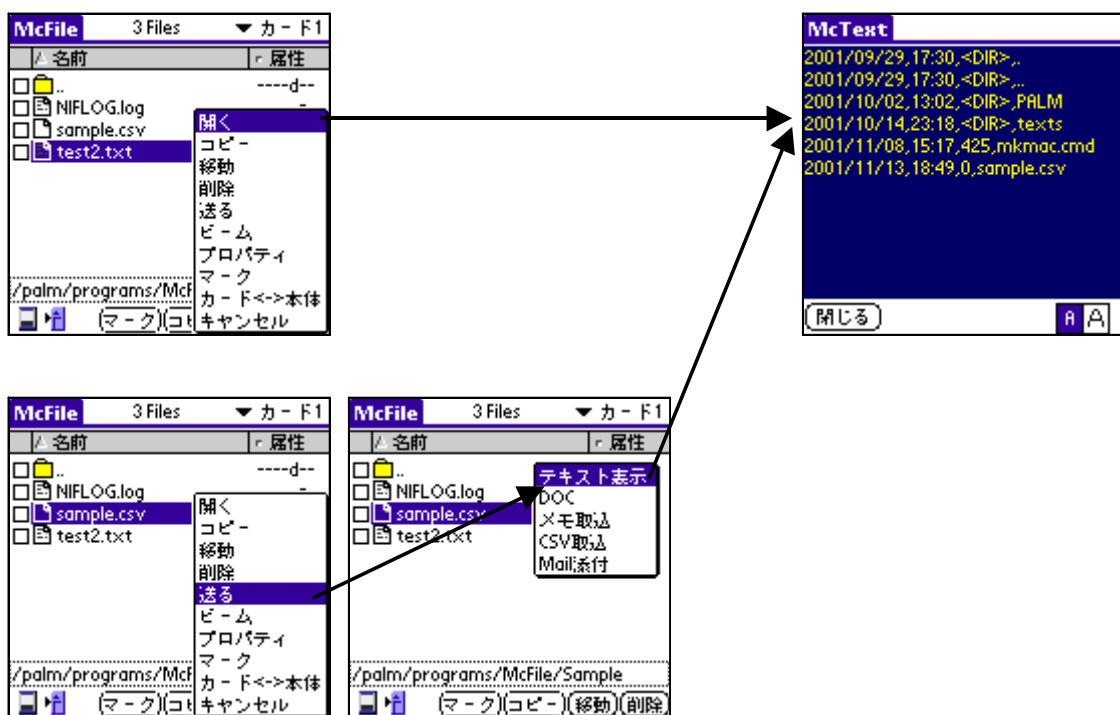 McFile 3 Files ▼ カード1
名前 属性
.. ----d--
NIFLOG.log
sample.csv
test2.txt
開く
コピー
移動
削除
送る
ビーム
プロパティ
マーク
カード<->本体
キャンセル
/palm/programs/McF
マーク コピ
McText
2001/09/29,17:30,<DIR>,.
2001/09/29,17:30,<DIR>,..
2001/10/02,13:02,<DIR>,PALM
2001/10/14,23:18,<DIR>,texts
2001/11/08,15:17,425,mkmac.cmd
2001/11/13,18:49,0,sample.csv
閉じる A A
McFile 3 Files ▼ カード1
名前 属性
.. ----d--
NIFLOG.log
sample.csv
test2.txt
開く
コピー
移動
削除
送る
ビーム
プロパティ
マーク
カード<->本体
キャンセル
/palm/programs/McF
マーク コピ
McFile 3 Files ▼ カード1
名前 属性
..
NIFLOG.log
sample.csv
test2.txt
テキスト表示
DOC
メモ取込
CSV取込
Mail添付
/palm/programs/McFile/Sample
マーク コピー 移動 削除